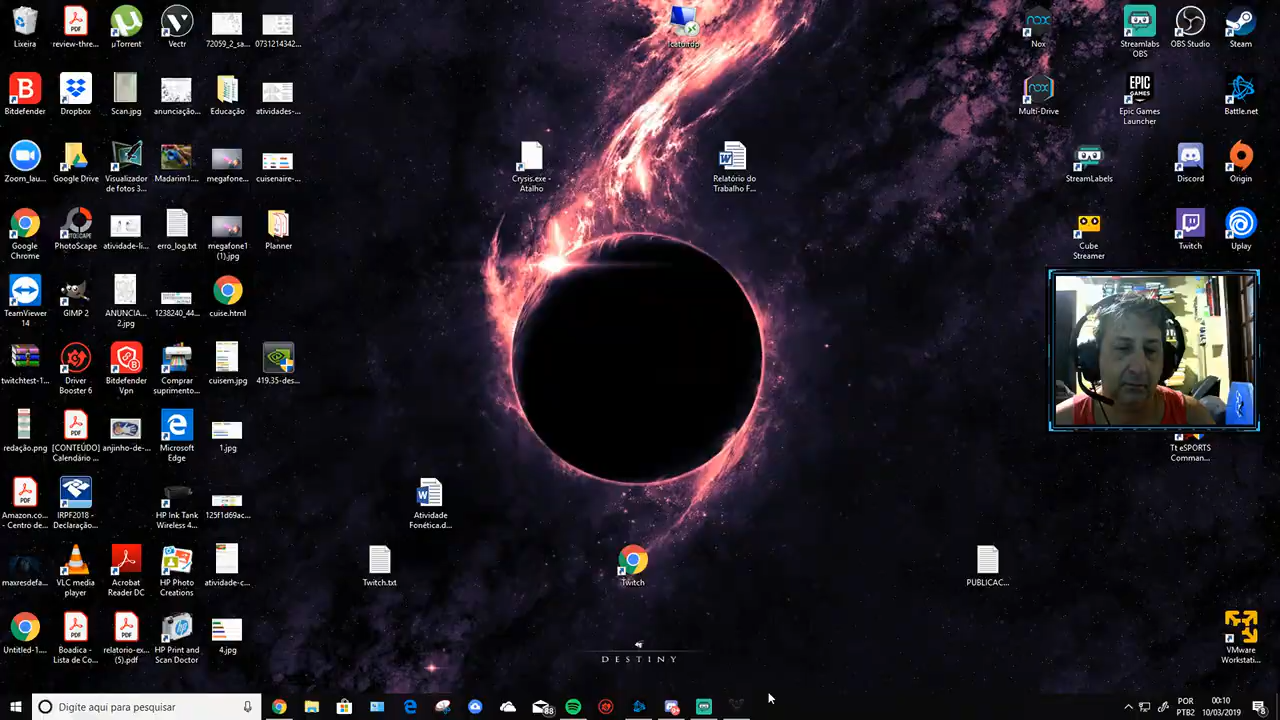 Lixeira
review-thre...
µTorrent
Vectr
72059_2_sa...
0731214342...
Tcatu.rdp
Nox
Streamlabs
OBS
OBS Studio
Steam
Bitdefender
Dropbox
Scan.jpg
anunciação...
Educação
atividades-...
Multi-Drive
Epic Games
Launcher
Battle.net
Zoom_lau...
Google Drive
Visualizador
de fotos 3...
Madarim1....
megafone...
cuisenaire-...
Crysis.exe -
Atalho
Relatório do
Trabalho F...
StreamLabels
Discord
Origin
Google
Chrome
PhotoScape
atividade-li...
erro_log.txt
megafone1
(1).jpg
Planner
Cube
Streamer
Twitch
Uplay
TeamViewer
14
GIMP 2
ANUNCIA...
2.jpg
1238240_44...
cuise.html
twitchtest-1...
Driver
Booster 6
Bitdefender
Vpn
Comprar
suprimento...
cuisem.jpg
419.35-des...
redação.png
[CONTEÚDO]
Calendário ...
anjinho-de-...
Microsoft
Edge
1.jpg
Tt eSPORTS
Comman...
Amazon.co...
- Centro de...
IRPF2018 -
Declaração...
HP Ink Tank
Wireless 4...
125f1d69ac...
Atividade
Fonética.d...
maxresdefa...
VLC media
player
Acrobat
Reader DC
HP Photo
Creations
atividade-c...
Twitch.txt
Twitch
PUBLICAC...
Untitled-1....
Boadica -
Lista de Co...
relatorio-ex...
(5).pdf
HP Print and
Scan Doctor
4.jpg
DESTINY
VMware
Workstati...
Digite aqui para pesquisar
88
POR
PTB2
00:10
10/03/2019